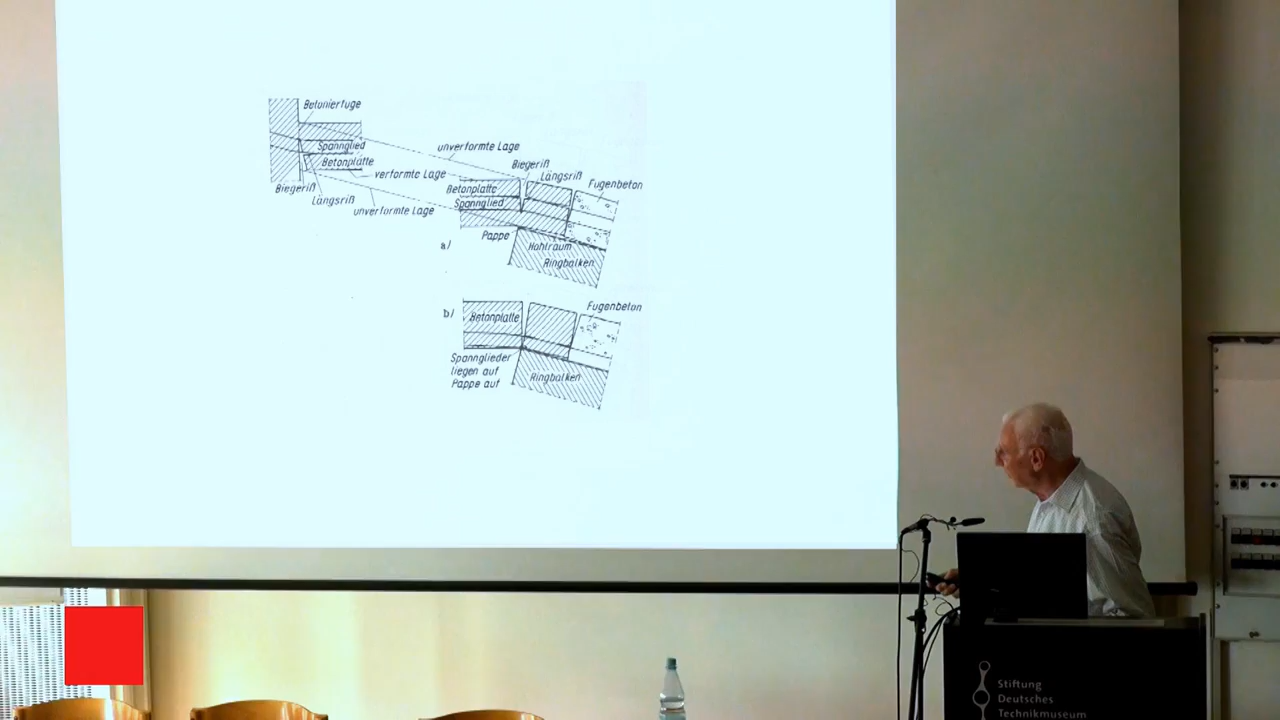 Betonierfuge
Spannglied
Betonplatte
verformte Lage
Biegeriß
Längsriß
unverformte Lage
unverformte Lage
Biegeriß
Längsriß
Fugenbeton
Betonplatte
Spannglied
Pappe
Hohlraum
Ringbalken
a/
b/
Fugenbeton
Betonplatte
Spannglieder
liegen auf
Pappe auf
Ringbalken
Stiftung
Deutsches
Technikmuseum